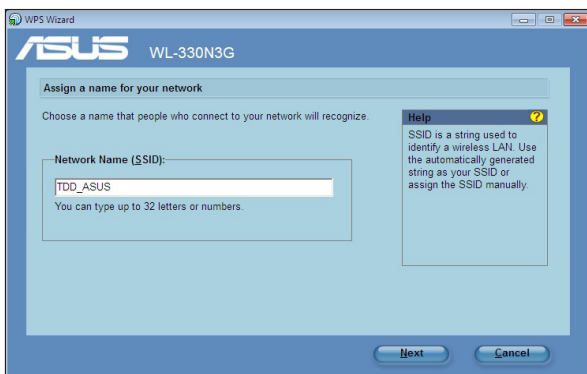 WPS Wizard
ASUS WL-330N3G
Assign a name for your network
Choose a name that people who connect to your network will recognize.
Network Name (SSID):
TDD_ASUS
You can type up to 32 letters or numbers.
Help ?
SSID is a string used to
identify a wireless LAN. Use
the automatically generated
string as your SSID or
assign the SSID manually.
Next Cancel